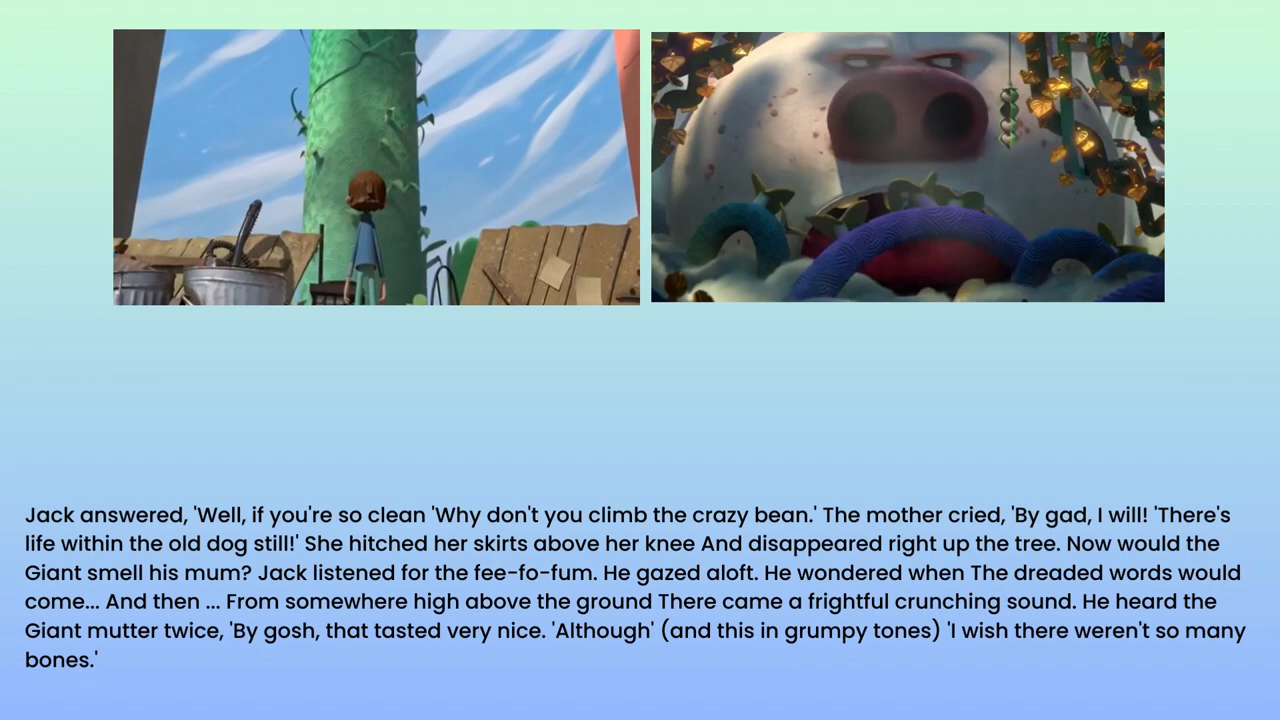 Jack answered, 'Well, if you're so clean 'Why don't you climb the crazy bean.' The mother cried, 'By gad, I will! 'There's
life within the old dog still!' She hitched her skirts above her knee And disappeared right up the tree. Now would the
Giant smell his mum? Jack listened for the fee-fo-fum. He gazed aloft. He wondered when The dreaded words would
come... And then ... From somewhere high above the ground There came a frightful crunching sound. He heard the
Giant mutter twice, 'By gosh, that tasted very nice. 'Although' (and this in grumpy tones) 'I wish there weren't so many
bones.'